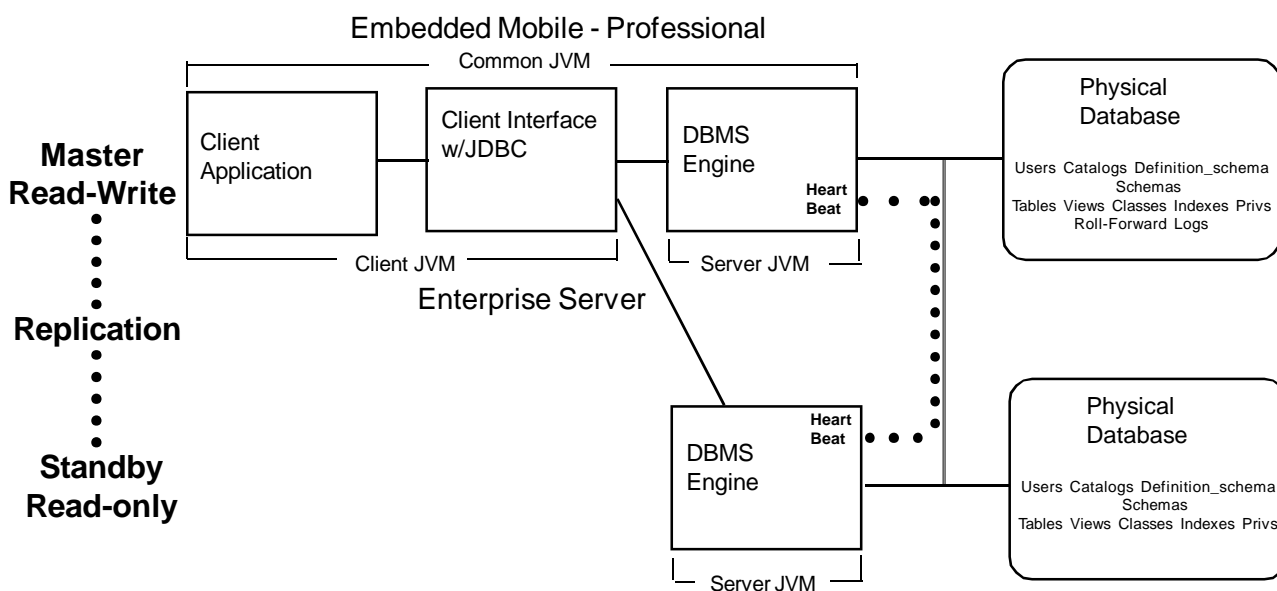 Embedded Mobile - Professional
Common JVM
Client
Application
Client Interface
w/JDBC
DBMS
Engine
Heart
Beat
Physical
Database
Users Catalogs Definition_schema
Schemas
Tables Views Classes Indexes Privs
Roll-Forward Logs
Master
Read-Write
Client JVM
Server JVM
Enterprise Server
Replication
Standby
Read-only
DBMS
Engine
Heart
Beat
Server JVM
Physical
Database
Users Catalogs Definition_schema
Schemas
Tables Views Classes Indexes Privs